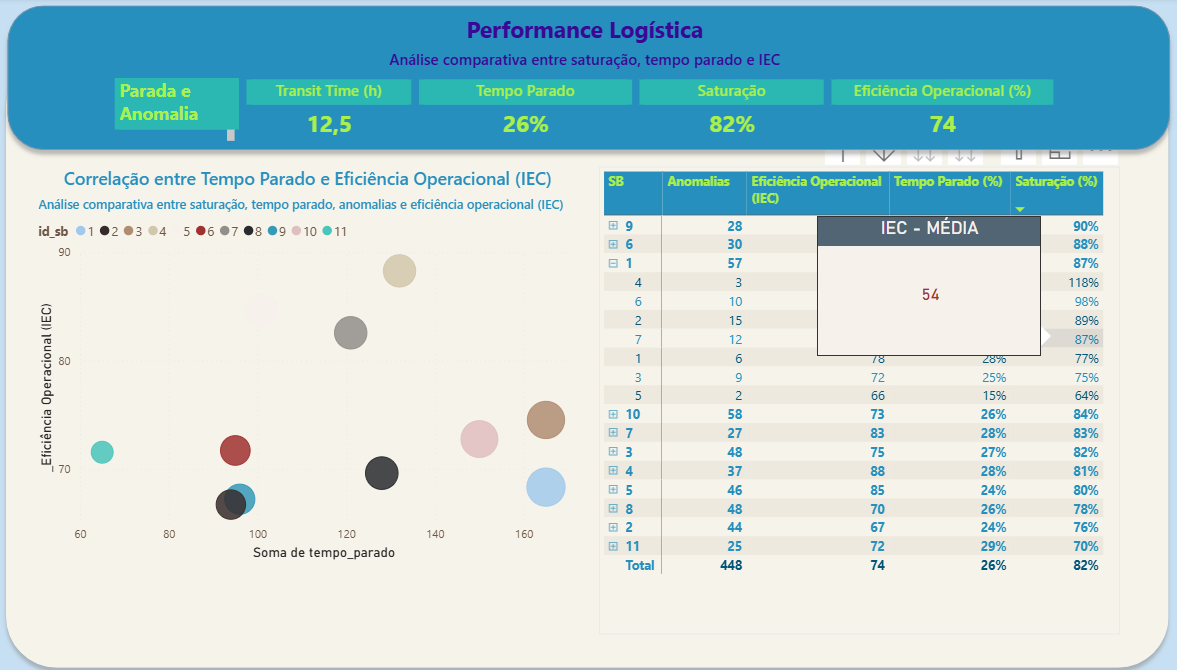 Performance Logística
Análise comparativa entre saturação, tempo parado e IEC
Parada e
Anomalia
Transit Time (h)
12,5
Tempo Parado
26%
Saturação
82%
Eficiência Operacional (%)
74
Correlação entre Tempo Parado e Eficiência Operacional (IEC)
Análise comparativa entre saturação, tempo parado, anomalias e eficiência operacional (IEC)
id_sb 1 2 3 4 5 6 7 8 9 10 11
_Eficiência Operacional (IEC)
90
80
70
60 80 100 120 140 160
Soma de tempo_parado
SB Anomalias Eficiência Operacional (IEC) Tempo Parado (%) Saturação (%)
9 28 90%
6 30 88%
1 57 87%
4 3 118%
6 10 98%
2 15 89%
7 12 87%
1 6 78 28% 77%
3 9 72 25% 75%
5 2 66 15% 64%
10 58 73 26% 84%
7 27 83 28% 83%
3 48 75 27% 82%
4 37 88 28% 81%
5 46 85 24% 80%
8 48 70 26% 78%
2 44 67 24% 76%
11 25 72 29% 70%
Total 448 74 26% 82%
IEC - MÉDIA
54